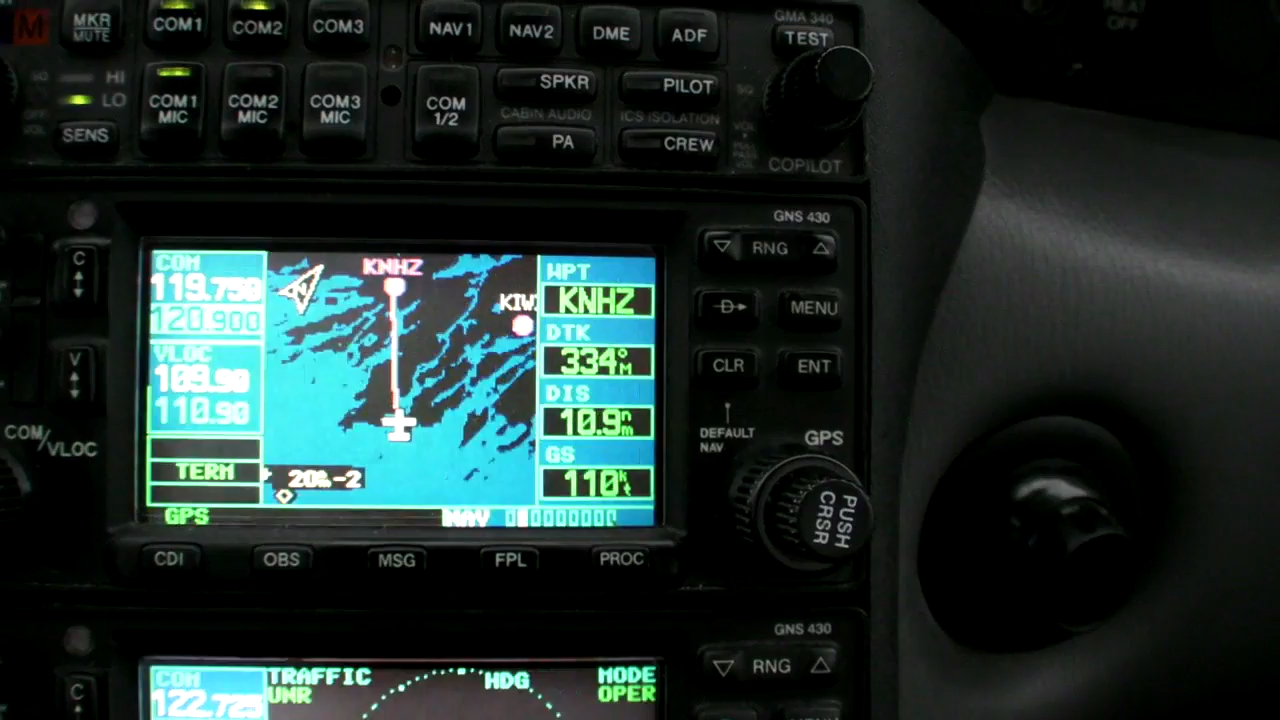 M
MKR
MUTE
COM1
COM2
COM3
NAV1
NAV2
DME
ADF
GMA 340
TEST
HI
LO
SENS
COM1
MIC
COM2
MIC
COM3
MIC
COM
1/2
SPKR
CABIN AUDIO
PA
PILOT
ICS ISOLATION
CREW
COPILOT
GNS 430
C
V
COM/VLOC
COM
119.750
120.900
VLOC
109.90
110.90
TERM
GPS
N
KNHZ
20
NAV
WPT
KNHZ
DTK
334°M
DIS
10.9nm
GS
110kt
RNG
D
MENU
CLR
ENT
DEFAULT
NAV
GPS
PUSH
CRSR
CDI
OBS
MSG
FPL
PROC
GNS 430
C
COM
122.725
TRAFFIC
UNR
HDG
MODE
OPER
RNG